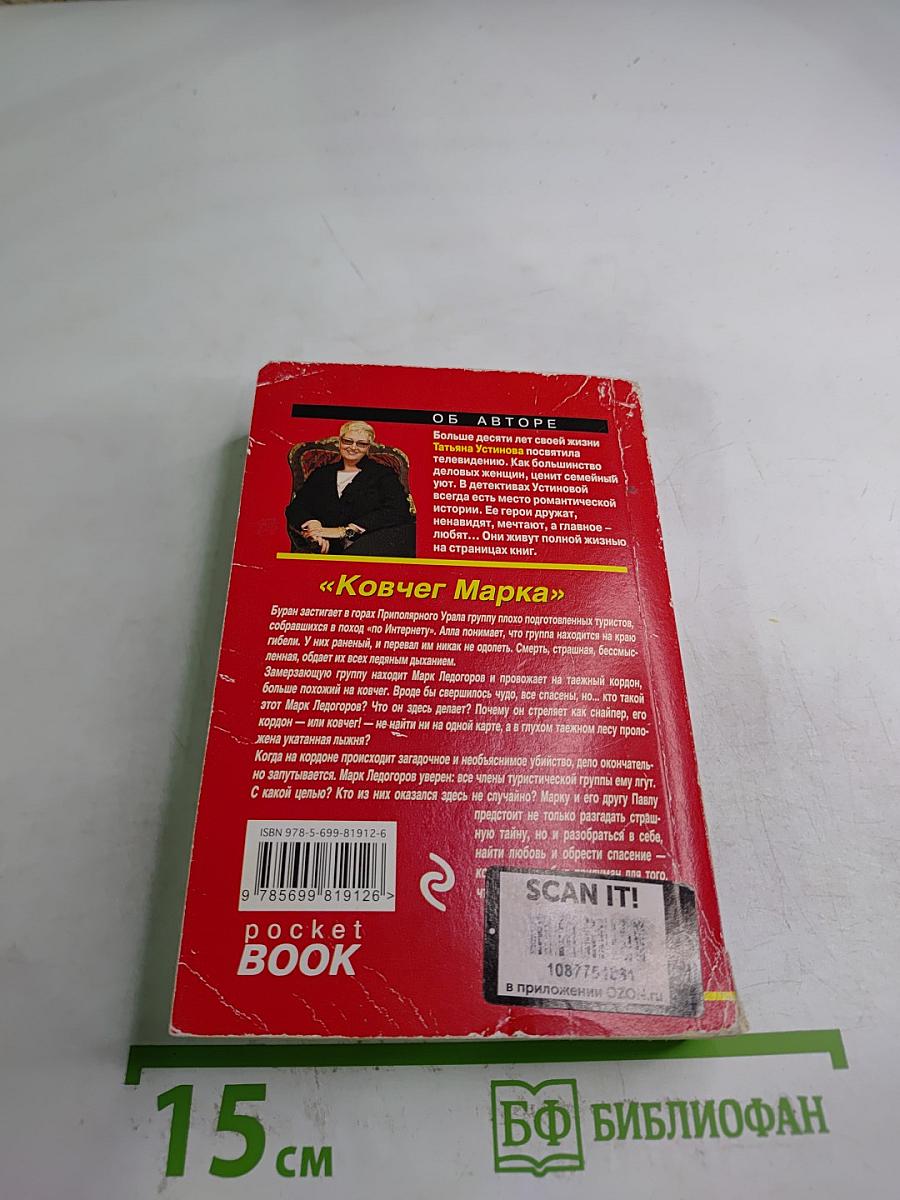 ОБ АВТОРЕ
Больше десяти лет своей жизни
Татьяна Устинова посвятила
телевидению. Как большинство
деловых женщин, ценит семейный
уют. В детективах Устиновой
всегда есть место романтической
истории. Ее герои дружат,
ненавидят, мечтают, а главное –
любят... Они живут полной жизнью
на страницах книг.
«Ковчег Марка»
Буран застигает в горах Приполярного Урала группу плохо подготовленных туристов,
собравшихся в поход «по Интернету». Алла понимает, что группа находится на краю
гибели. У них раненый, и перевал им никак не одолеть. Смерть, страшная, бессмыс-
ленная, обдает их всех ледяным дыханием.
Замерзающую группу находит Марк Ледогоров и провожает на таежный кордон,
больше похожий на ковчег. Вроде бы свершилось чудо, все спасены, но... кто такой
этот Марк Ледогоров? Что он здесь делает? Почему он стреляет как снайпер, его
кордон — или ковчег! — не найти ни на одной карте, а в глухом таежном лесу проло-
жена укатанная лыжня?
Когда на кордоне происходит загадочное и необъяснимое убийство, дело окончатель-
но запутывается. Марк Ледогоров уверен: все члены туристической группы ему лгут.
С какой целью? Кто из них оказался здесь не случайно? Марку и его другу Павлу
предстоит не только разгадать страш-
ную тайну, но и разобраться в себе,
найти любовь и обрести спасение —
для того,
ISBN 978-5-699-81912-6
9 785699 819126 >
pocket
BOOK
SCAN IT!
в приложении OZON.ru
15 см
БФ БИБЛИОФАН